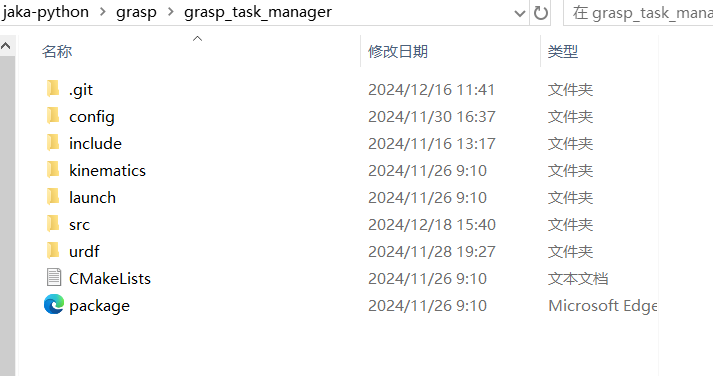 jaka-python > grasp > grasp_task_manager 在 grasp_task_mana
名称 修改日期 类型
.git 2024/12/16 11:41 文件夹
config 2024/11/30 16:37 文件夹
include 2024/11/16 13:17 文件夹
kinematics 2024/11/26 9:10 文件夹
launch 2024/11/26 9:10 文件夹
src 2024/12/18 15:40 文件夹
urdf 2024/11/28 19:27 文件夹
CMakeLists 2024/11/26 9:10 文本文档
package 2024/11/26 9:10 Microsoft Edge